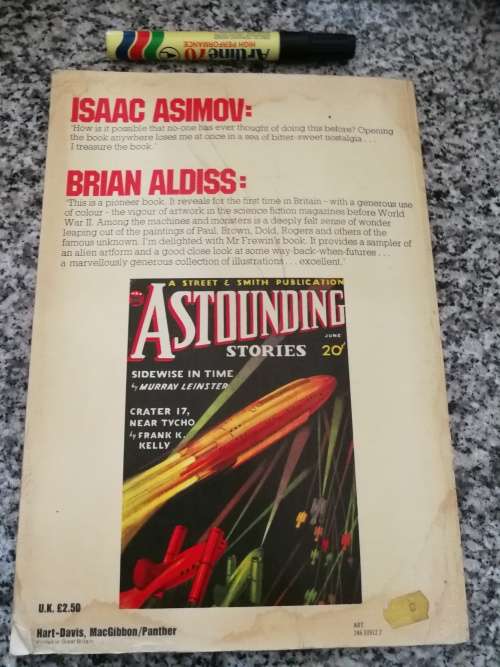 Artline 70
HIGH PERFORMANCE
ISAAC ASIMOV:
'How is it possible that no-one has ever thought of doing this before? Opening
the book anywhere loses me at once in a sea of bitter-sweet nostalgia...
I treasure the book.'
BRIAN ALDISS:
'This is a pioneer book. It reveals for the first time in Britain – with a generous use
of colour – the vigour of artwork in the science fiction magazines before World
War II. Among the machines and monsters is a deeply felt sense of wonder
leaping out of the paintings of Paul, Brown, Dold, Rogers and others of the
famous unknown. I'm delighted with Mr Frewin's book. It provides a sampler of
an alien artform and a good close look at some way-back-when-futures...
a marvellously generous collection of illustrations... excellent.'
A STREET & SMITH PUBLICATION
ASTOUNDING
STORIES
JUNE
20¢
SIDEWISE IN TIME
by MURRAY LEINSTER
CRATER 17,
NEAR TYCHO
by FRANK K.
KELLY
U.K. £2.50
Hart-Davis, MacGibbon/Panther
Printed in Great Britain
ART